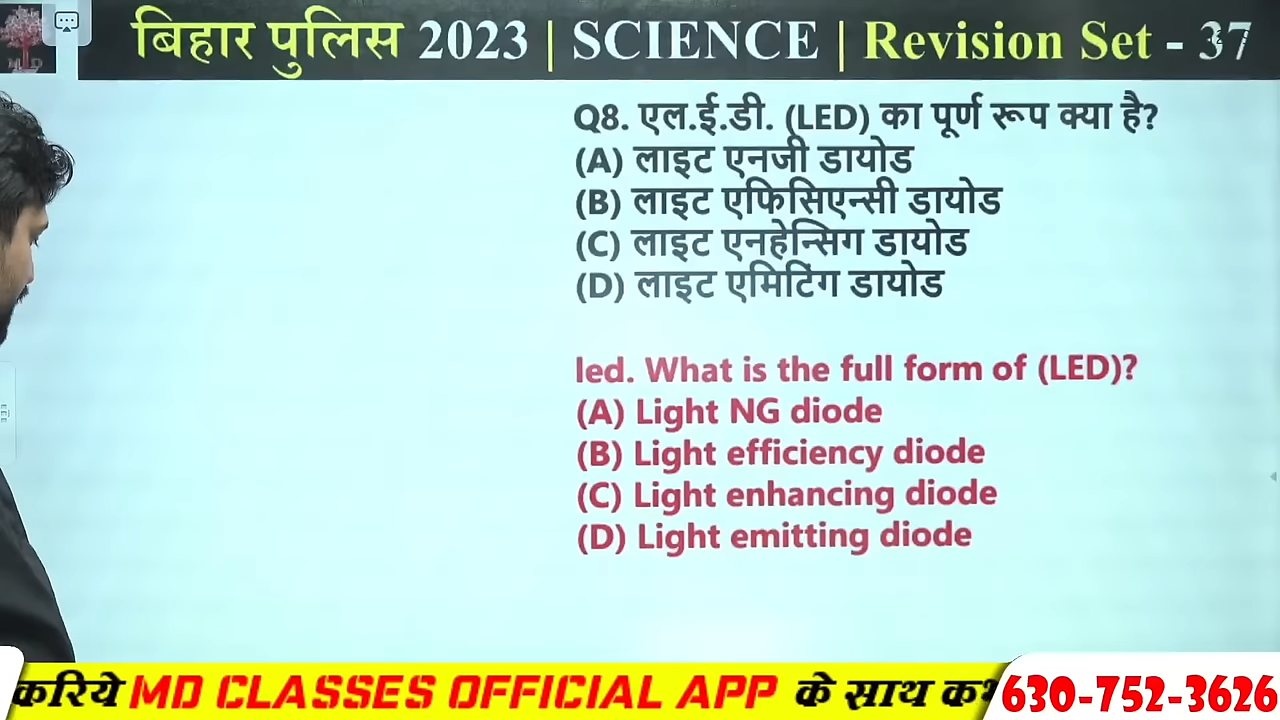 बिहार पुलिस 2023 | SCIENCE | Revision Set - 37
Q8. एल.ई.डी. (LED) का पूर्ण रूप क्या है?
(A) लाइट एनजी डायोड
(B) लाइट एफिसिएन्सी डायोड
(C) लाइट एनहेन्सिग डायोड
(D) लाइट एमिटिंग डायोड
led. What is the full form of (LED)?
(A) Light NG diode
(B) Light efficiency diode
(C) Light enhancing diode
(D) Light emitting diode
करिये MD CLASSES OFFICIAL APP के साथ
630-752-3626